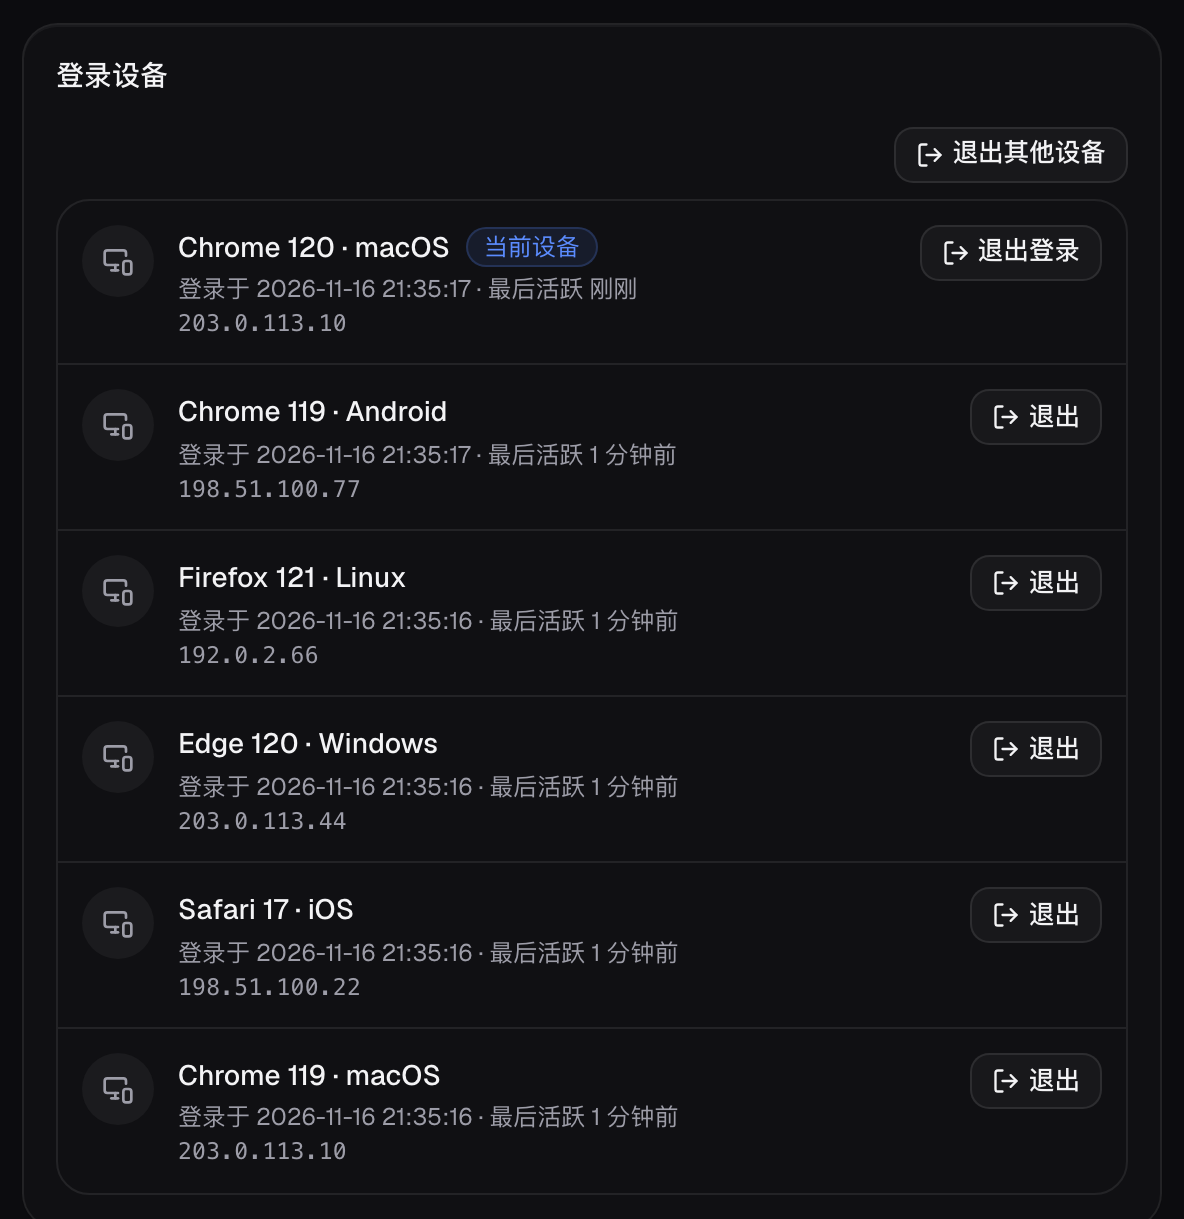 登录设备
退出其他设备
Chrome 120 · macOS 当前设备
退出登录
登录于 2026-11-16 21:35:17 · 最后活跃 刚刚
203.0.113.10
Chrome 119 · Android
退出
登录于 2026-11-16 21:35:17 · 最后活跃 1 分钟前
198.51.100.77
Firefox 121 · Linux
退出
登录于 2026-11-16 21:35:16 · 最后活跃 1 分钟前
192.0.2.66
Edge 120 · Windows
退出
登录于 2026-11-16 21:35:16 · 最后活跃 1 分钟前
203.0.113.44
Safari 17 · iOS
退出
登录于 2026-11-16 21:35:16 · 最后活跃 1 分钟前
198.51.100.22
Chrome 119 · macOS
退出
登录于 2026-11-16 21:35:16 · 最后活跃 1 分钟前
203.0.113.10